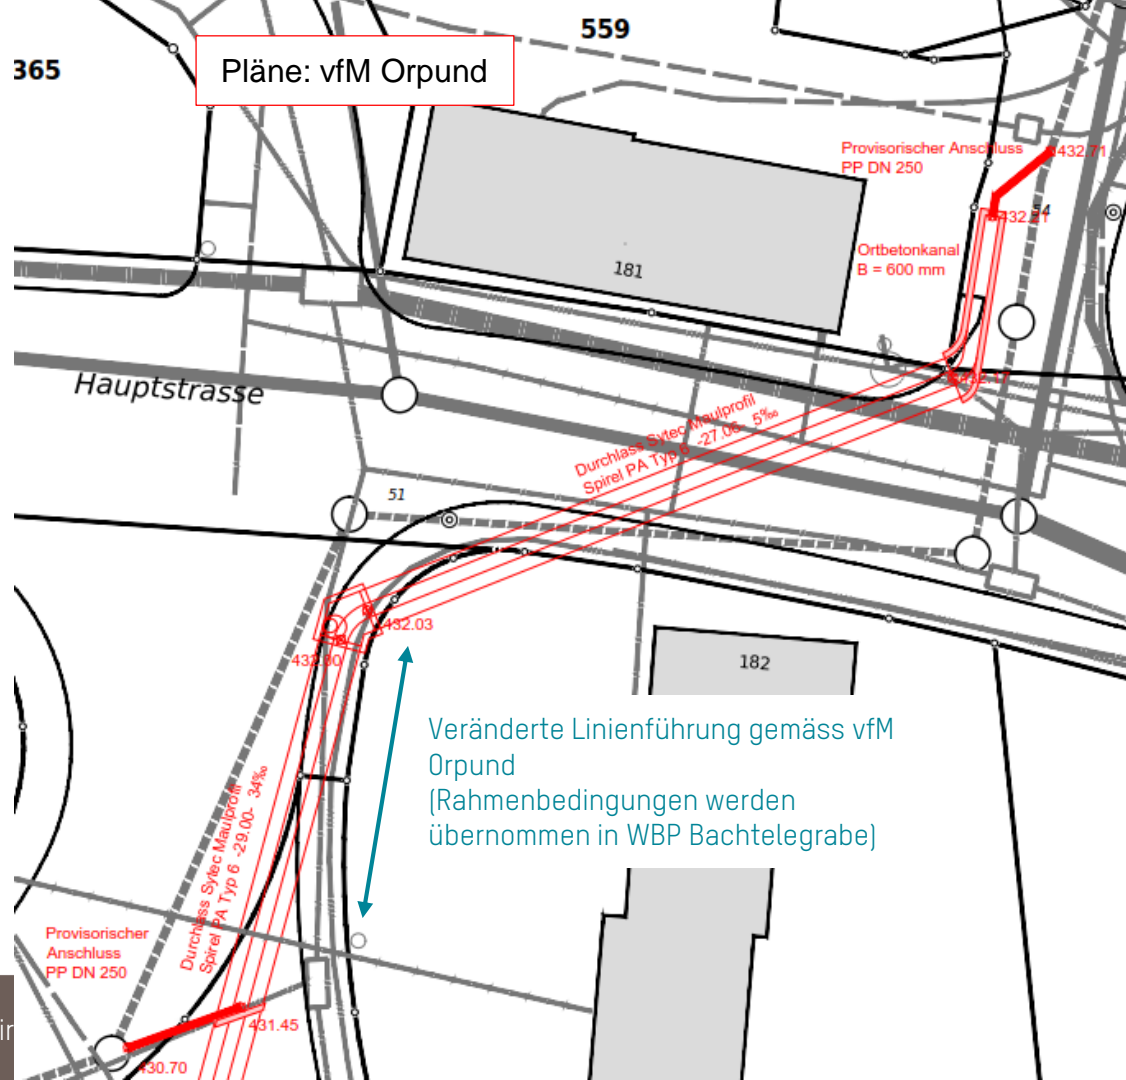 559
365
Pläne: vfM Orpund
Provisorischer Anschluss
PP DN 250
432.71
432.21
Ortbetonkanal
B = 600 mm
181
432.17
Hauptstrasse
Durchlass Sytec Maulprofil
Spirel PA Typ 6 -27.06- 5‰
51
432.03
182
Veränderte Linienführung gemäss vfM
Orpund
(Rahmenbedingungen werden
übernommen in WBP Bachtelegrabe)
Durchlass Sytec Maulprofil
Spirel PA Typ 6 -29.00- 34‰
Provisorischer
Anschluss
PP DN 250
431.45
430.70